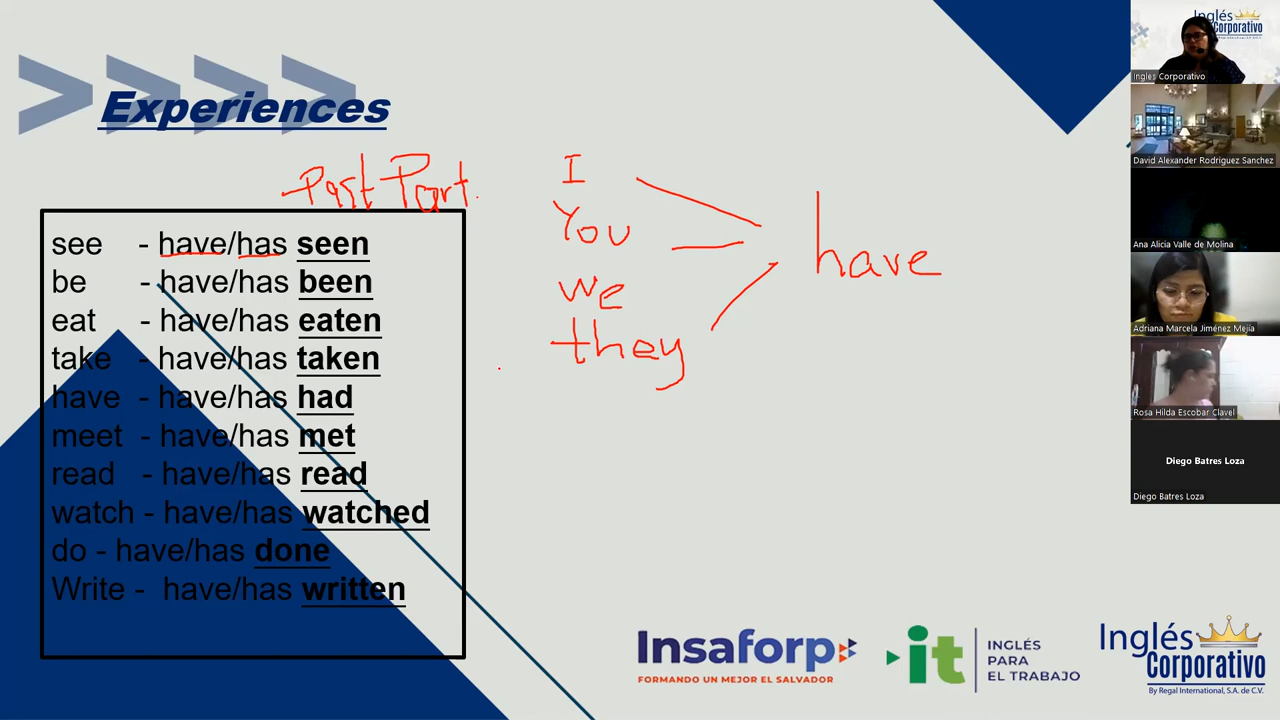 Experiences
Past Part.
see - have/has seen
be - have/has been
eat - have/has eaten
take - have/has taken
have - have/has had
meet - have/has met
read - have/has read
watch - have/has watched
do - have/has done
Write - have/has written
I
You
we
they
have
Insaforp
FORMANDO UN MEJOR EL SALVADOR
it
INGLÉS
PARA
EL TRABAJO
Inglés
Corporativo
By Regal International, S.A. de C.V.
Inglés
Corporativo
Ingles Corporativo
David Alexander Rodriguez Sanchez
Ana Alicia Valle de Molina
Adriana Marcela Jiménez Mejía
Rosa Hilda Escobar Clavel
Diego Batres Loza
Diego Batres Loza